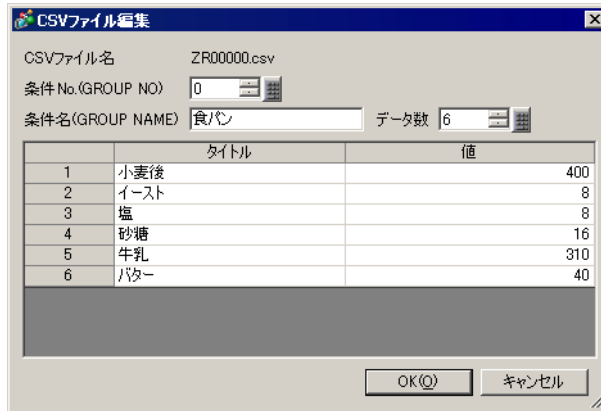 CSVファイル編集
CSVファイル名 ZR00000.csv
条件No.(GROUP NO) 0
条件名(GROUP NAME) 食パン データ数 6
タイトル 値
1 小麦後 400
2 イースト 8
3 塩 8
4 砂糖 16
5 牛乳 310
6 バター 40
OK(O) キャンセル